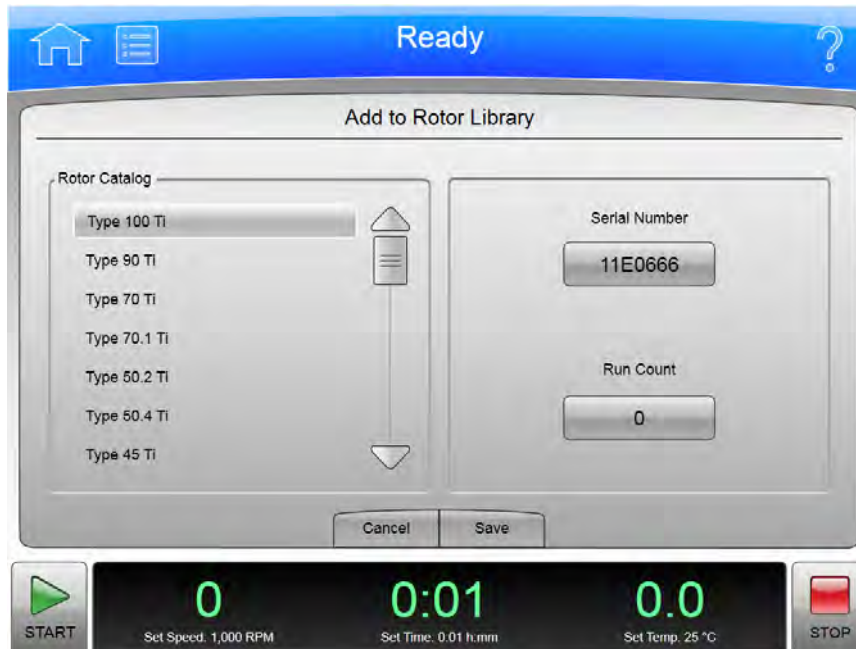 Ready
?
Add to Rotor Library
Rotor Catalog
Type 100 Ti
Type 90 Ti
Type 70 Ti
Type 70.1 Ti
Type 50.2 Ti
Type 50.4 Ti
Type 45 Ti
Serial Number
11E0666
Run Count
0
Cancel Save
START
0 0:01 0.0
Set Speed: 1,000 RPM Set Time: 0:01 h:mm Set Temp: 25 °C
STOP